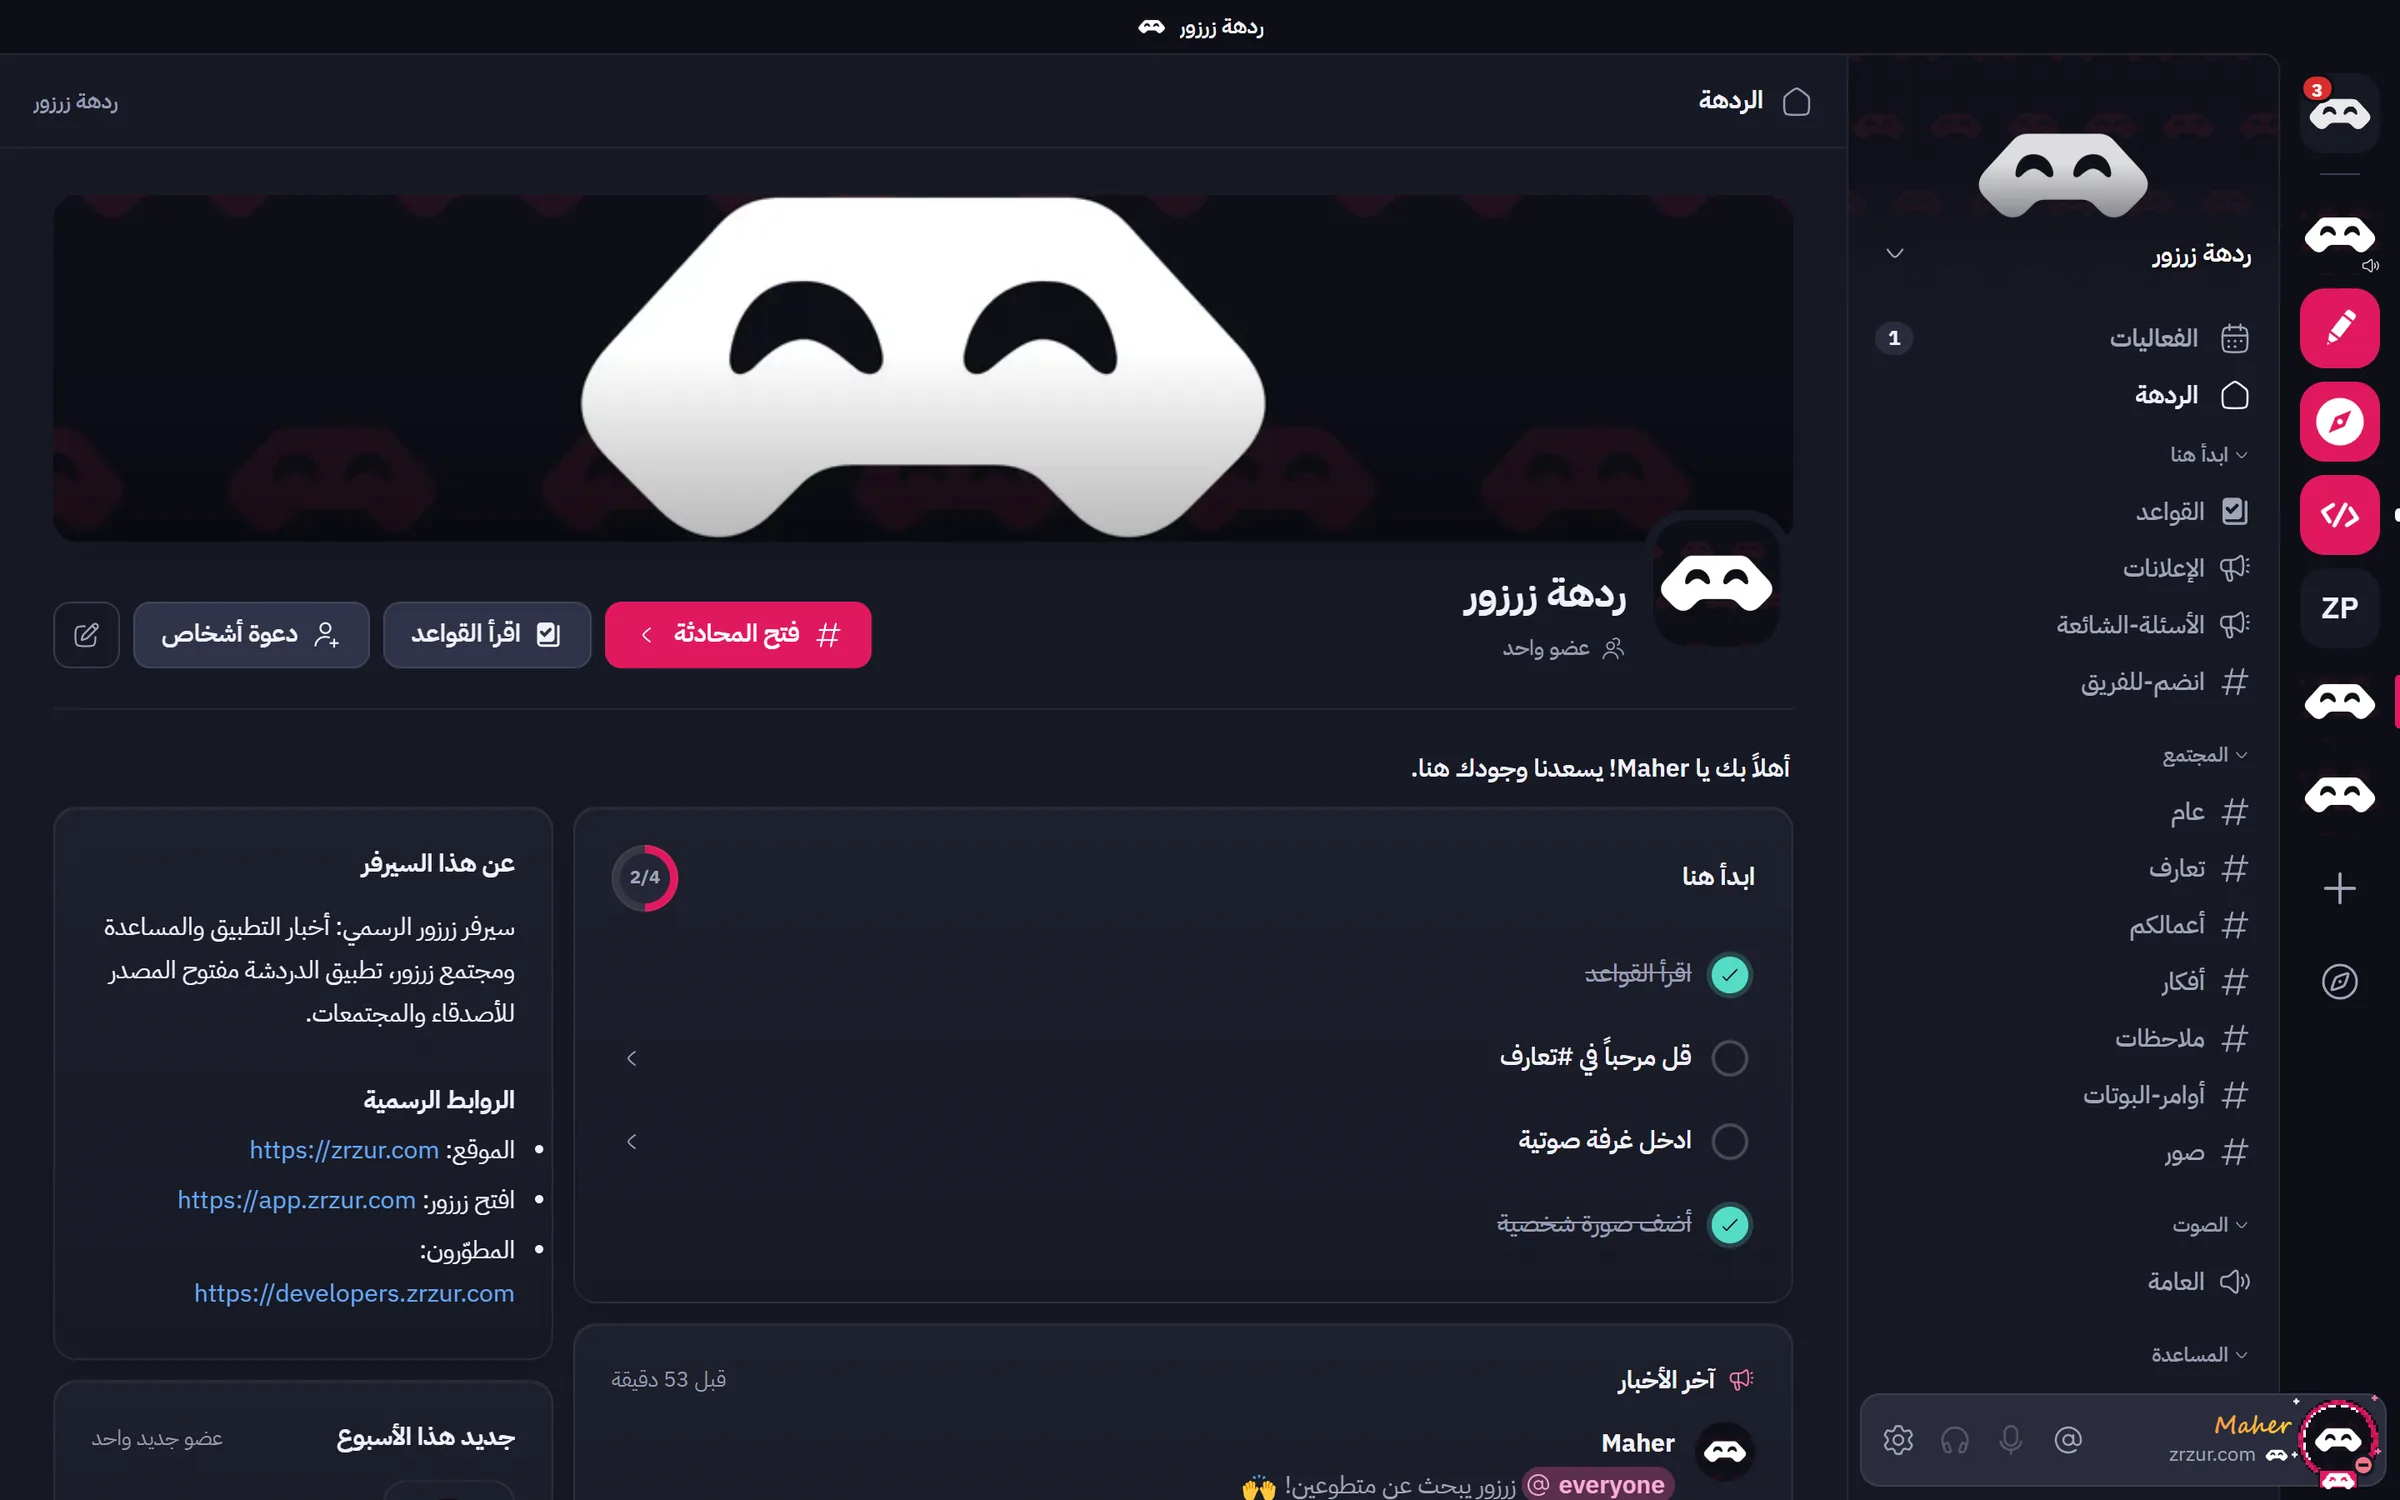 ردهة زرزور
3
ZP
ردهة زرزور
الفعاليات
1
الردهة
ابدأ هنا
القواعد
الإعلانات
الأسئلة-الشائعة
انضم-للفريق
المجتمع
عام
تعارف
أعمالكم
أفكار
ملاحظات
أوامر-البوتات
صور
الصوت
العامة
المساعدة
Maher
zrzur.com
الردهة
ردهة زرزور
ردهة زرزور
عضو واحد
فتح المحادثة
اقرأ القواعد
دعوة أشخاص
أهلاً بك يا Maher! يسعدنا وجودك هنا.
ابدأ هنا
2/4
اقرأ القواعد
قل مرحباً في #تعارف
ادخل غرفة صوتية
أضف صورة شخصية
آخر الأخبار
قبل 53 دقيقة
Maher
@everyone زرزور يبحث عن متطوعين! 🙌
عن هذا السيرفر
سيرفر زرزور الرسمي: أخبار التطبيق والمساعدة
ومجتمع زرزور، تطبيق الدردشة مفتوح المصدر
للأصدقاء والمجتمعات.
الروابط الرسمية
• الموقع: https://zrzur.com
• افتح زرزور: https://app.zrzur.com
• المطوّرون:
https://developers.zrzur.com
جديد هذا الأسبوع
عضو جديد واحد